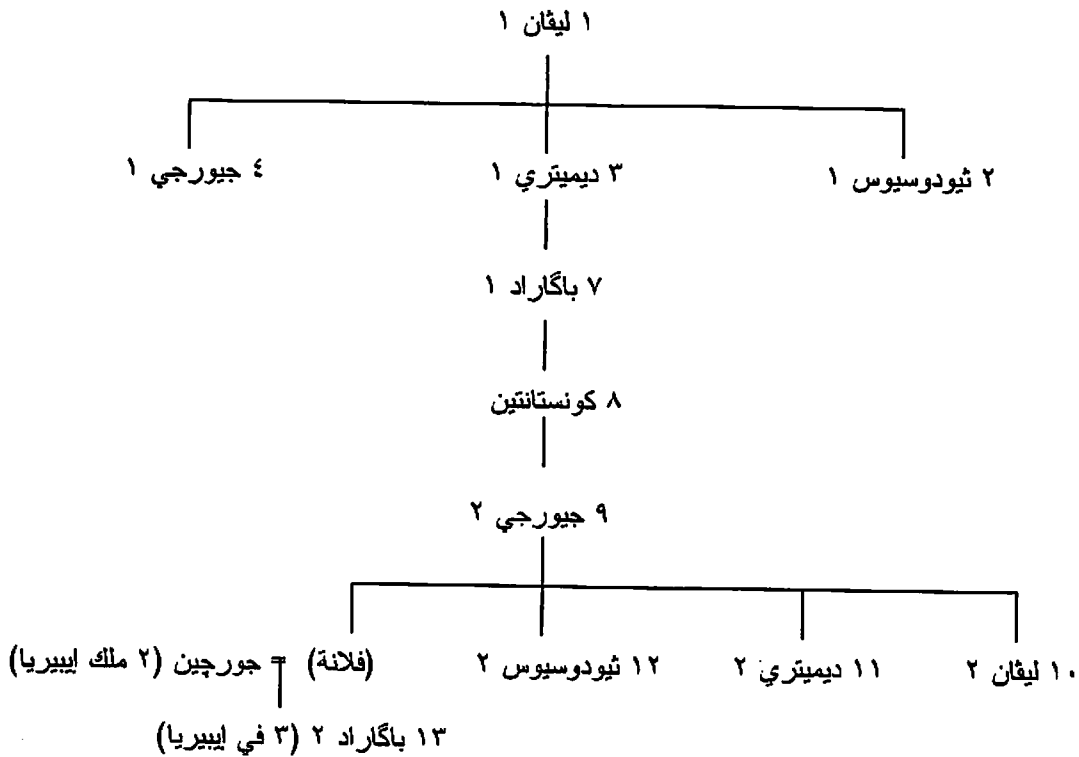 ١ ليڤان ١
٢ ثيودوسيوس ١
٣ ديميتري ١
٤ جيورجي ١
٧ باگاراد ١
٨ كونستانتين
٩ جيورجي ٢
١٠ ليڤان ٢
١١ ديميتري ٢
١٢ ثيودوسيوس ٢
(فلانة) = جورچين (٢ ملك إيبيريا)
١٣ باگاراد ٢ (٣ في إيبيريا)